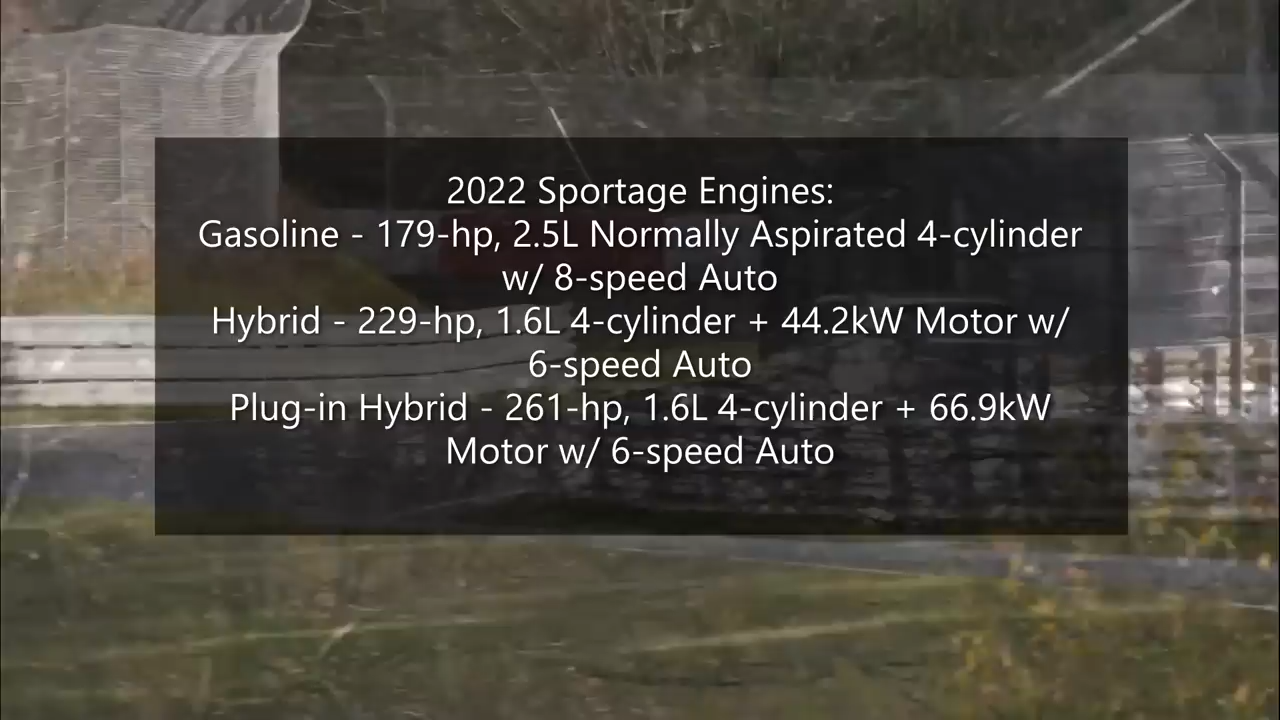 2022 Sportage Engines:
Gasoline - 179-hp, 2.5L Normally Aspirated 4-cylinder
w/ 8-speed Auto
Hybrid - 229-hp, 1.6L 4-cylinder + 44.2kW Motor w/
6-speed Auto
Plug-in Hybrid - 261-hp, 1.6L 4-cylinder + 66.9kW
Motor w/ 6-speed Auto